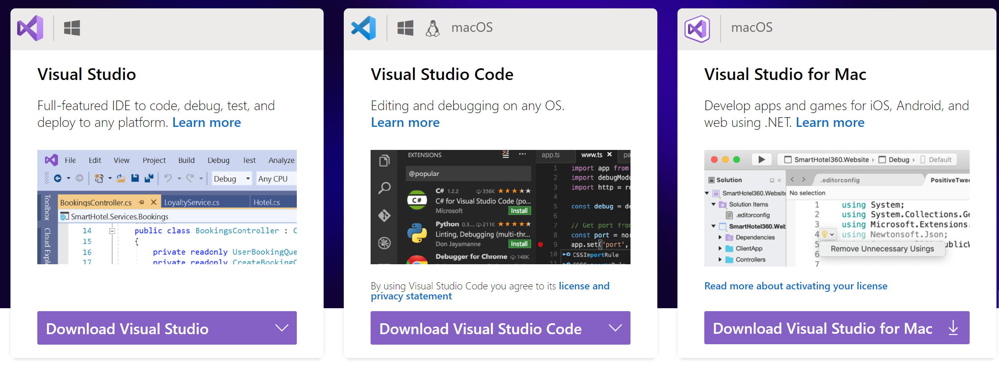 macOS
macOS
Visual Studio
Full-featured IDE to code, debug, test, and
deploy to any platform. Learn more
File Edit View Project Build Debug Test Analyze
Debug Any CPU
Toolbox
Cloud Explo
BookingsController.cs LoyaltyService.cs Hotel.cs
SmartHotel.Services.Bookings
14 public class BookingsController : C
15 {
16 private readonly UserBookingQue
17 private readonly CreateBookingC
Download Visual Studio
Visual Studio Code
Editing and debugging on any OS.
Learn more
EXTENSIONS
@popular
C# 1.2.2 356K
C# for Visual Studio Code (po...
Microsoft Install
Python 0.3.... 211K
Linting, Debugging (multi-thr...
Don Jayamanne Install
Debugger for Chrome 148K
app.ts www.ts pa
1 import app from
2 import debugModu
3 import http = re
4
5 const debug = de
6
7 // Get port from
8 const port = nor
9 app.set('port',
10 CSSImportRule
11
By using Visual Studio Code you agree to its license and
privacy statement
Download Visual Studio Code
Visual Studio for Mac
Develop apps and games for iOS, Android, and
web using .NET. Learn more
SmartHotel360.Website › Debug › Default
Solution
SmartHotel360.Website
Solution Items
.editorconfig
SmartHotel360.Web
Dependencies
ClientApp
Controllers
.editorconfig PositiveTwee
No selection
1 using System;
2 using System.Collections.Ge
3 using Microsoft.Extensions.
4 using Newtonsoft.Json;
5 ublicW
Remove Unnecessary Usings
6
7
Read more about activating your license
Download Visual Studio for Mac